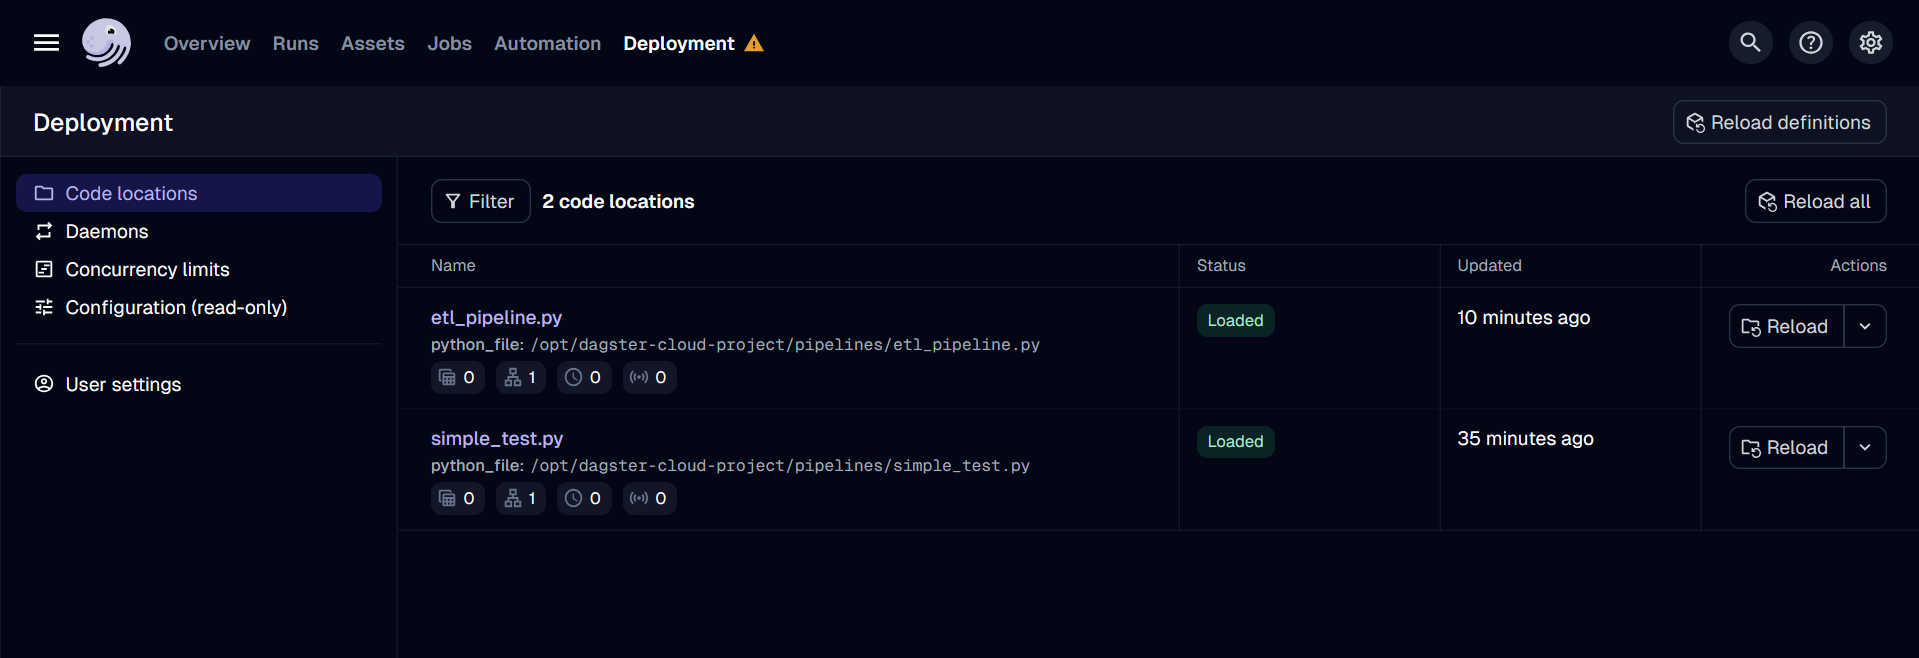 Overview Runs Assets Jobs Automation Deployment
Deployment
Reload definitions
Code locations
Daemons
Concurrency limits
Configuration (read-only)
User settings
Filter 2 code locations Reload all
Name Status Updated Actions
etl_pipeline.py Loaded 10 minutes ago Reload
python_file: /opt/dagster-cloud-project/pipelines/etl_pipeline.py
0 1 0 0
simple_test.py Loaded 35 minutes ago Reload
python_file: /opt/dagster-cloud-project/pipelines/simple_test.py
0 1 0 0